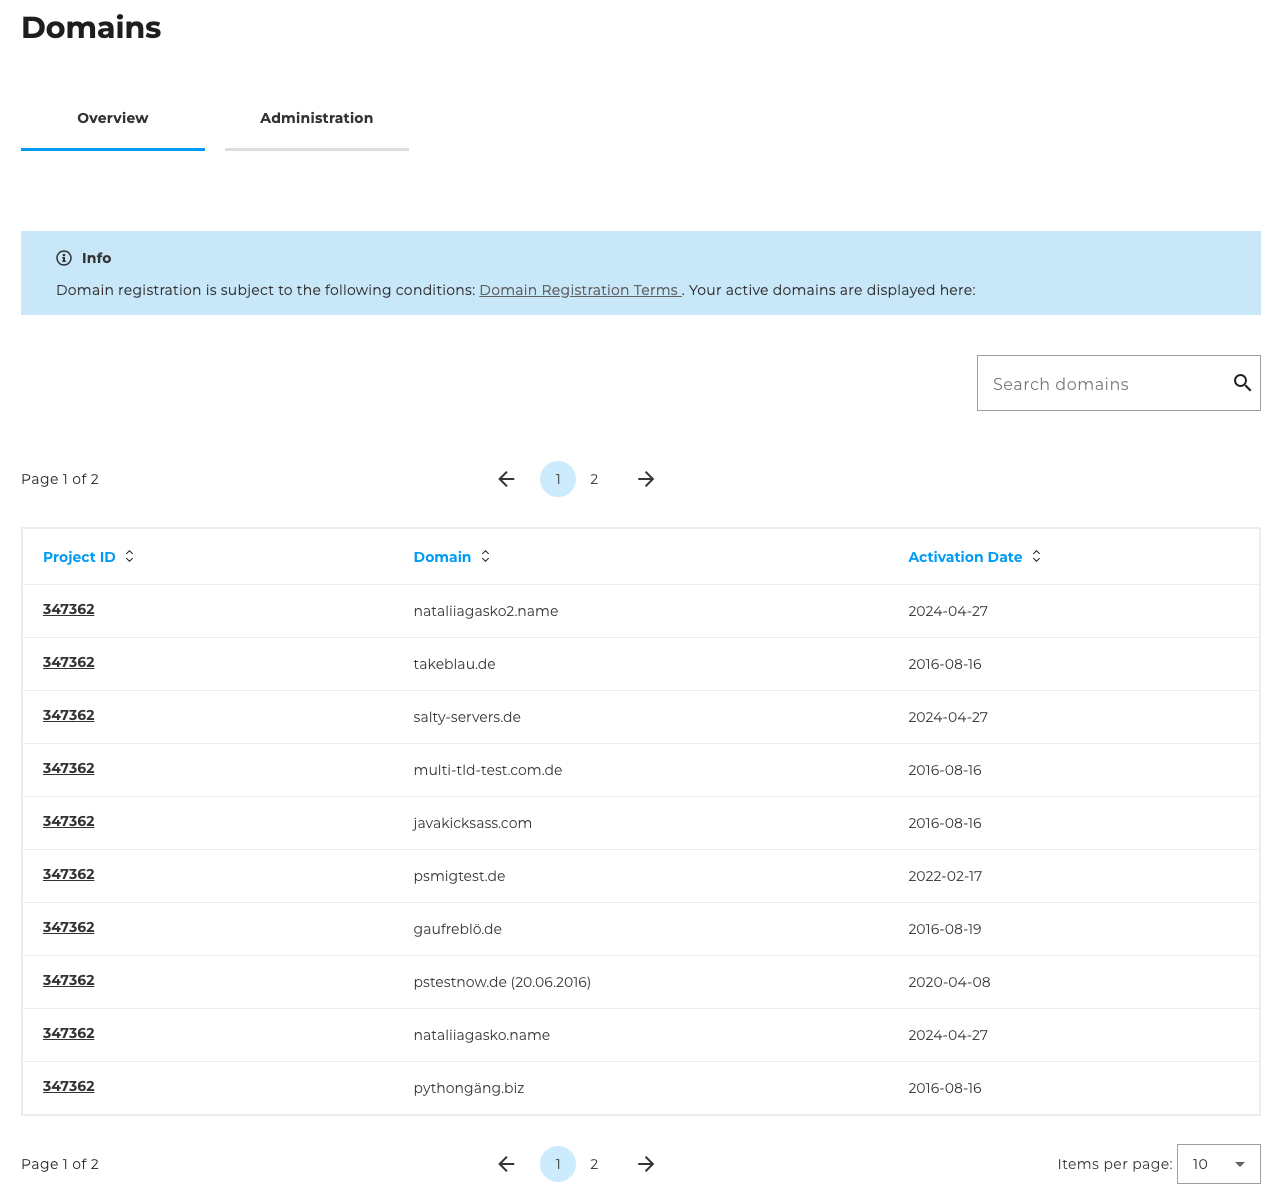 Domains
Overview Administration
Info
Domain registration is subject to the following conditions: Domain Registration Terms . Your active domains are displayed here:
Search domains
Page 1 of 2 1 2
Project ID Domain Activation Date
347362 nataliiagasko2.name 2024-04-27
347362 takeblau.de 2016-08-16
347362 salty-servers.de 2024-04-27
347362 multi-tld-test.com.de 2016-08-16
347362 javakicksass.com 2016-08-16
347362 psmigtest.de 2022-02-17
347362 gaufreblö.de 2016-08-19
347362 pstestnow.de (20.06.2016) 2020-04-08
347362 nataliiagasko.name 2024-04-27
347362 pythongäng.biz 2016-08-16
Page 1 of 2 1 2 Items per page: 10